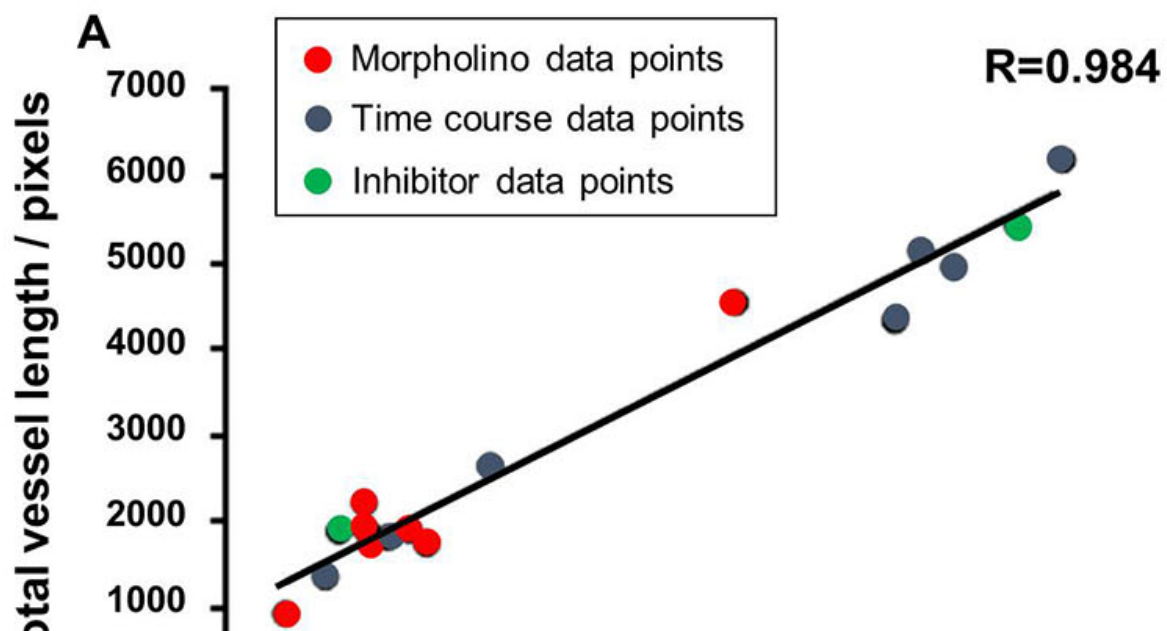 A
Morpholino data points
Time course data points
Inhibitor data points
R=0.984
7000
6000
5000
4000
3000
2000
1000
otal vessel length / pixels